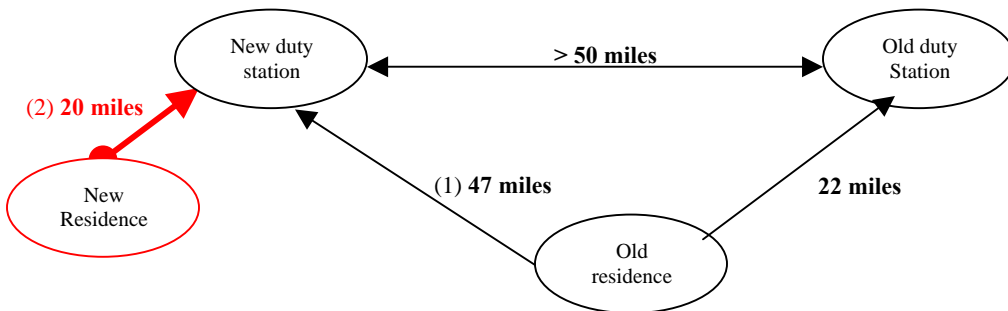 New duty
station
> 50 miles
Old duty
Station
(2) 20 miles
New
Residence
(1) 47 miles
22 miles
Old
residence